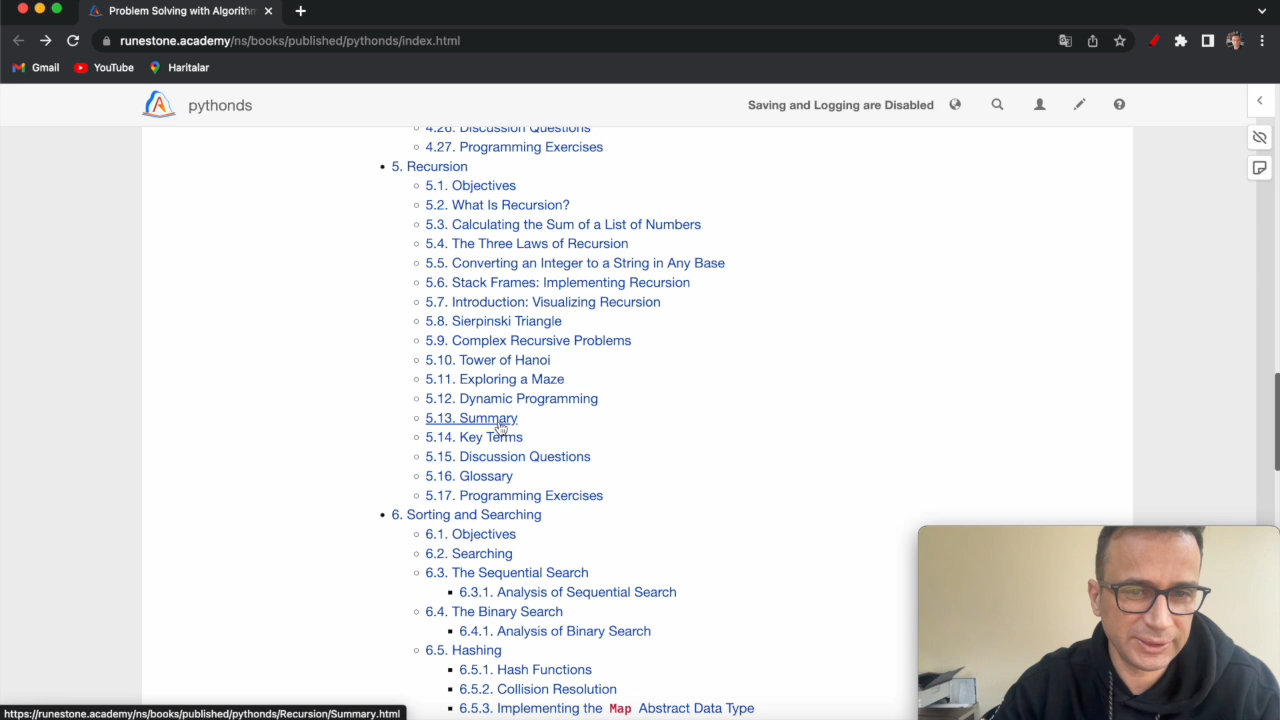 Problem Solving with Algorithm
runestone.academy/ns/books/published/pythonds/index.html
Gmail YouTube Haritalar
pythonds Saving and Logging are Disabled
4.26. Discussion Questions
4.27. Programming Exercises
5. Recursion
5.1. Objectives
5.2. What Is Recursion?
5.3. Calculating the Sum of a List of Numbers
5.4. The Three Laws of Recursion
5.5. Converting an Integer to a String in Any Base
5.6. Stack Frames: Implementing Recursion
5.7. Introduction: Visualizing Recursion
5.8. Sierpinski Triangle
5.9. Complex Recursive Problems
5.10. Tower of Hanoi
5.11. Exploring a Maze
5.12. Dynamic Programming
5.13. Summary
5.14. Key Terms
5.15. Discussion Questions
5.16. Glossary
5.17. Programming Exercises
6. Sorting and Searching
6.1. Objectives
6.2. Searching
6.3. The Sequential Search
6.3.1. Analysis of Sequential Search
6.4. The Binary Search
6.4.1. Analysis of Binary Search
6.5. Hashing
6.5.1. Hash Functions
6.5.2. Collision Resolution
6.5.3. Implementing the Map Abstract Data Type
https://runestone.academy/ns/books/published/pythonds/Recursion/Summary.html